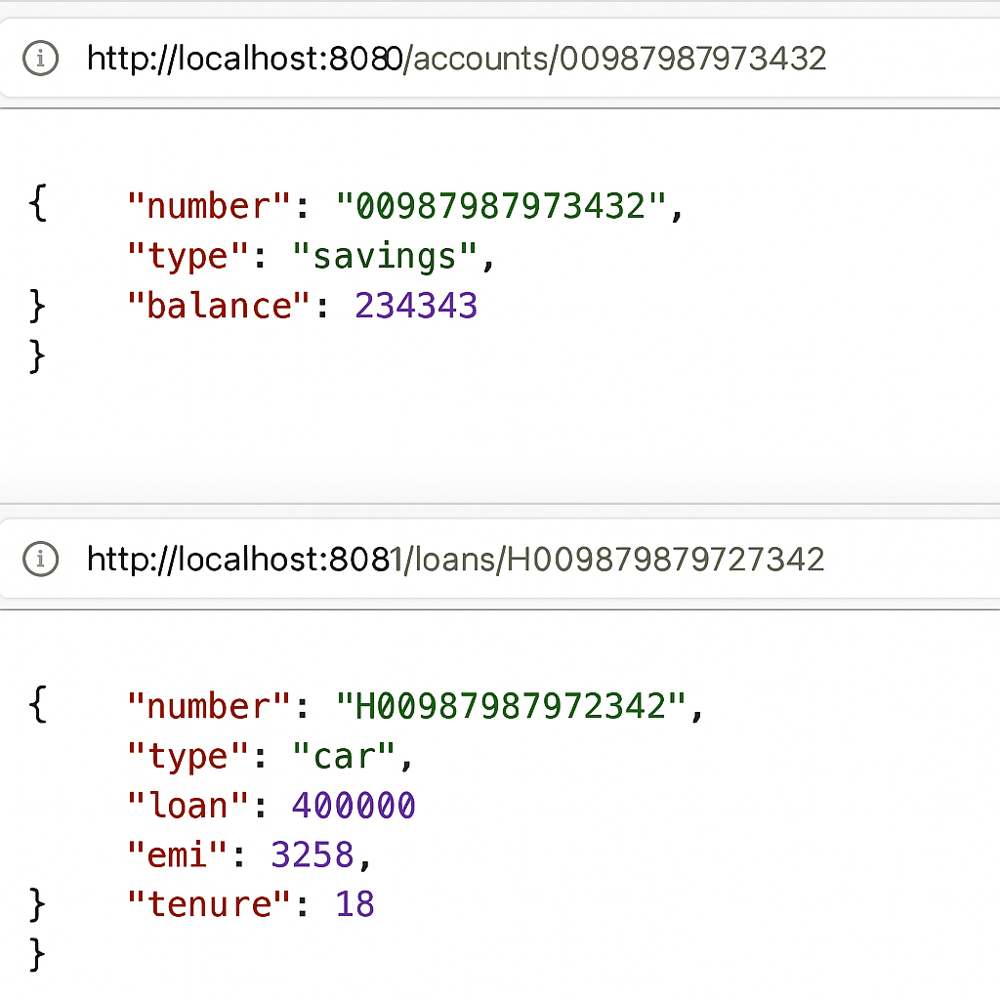 http://localhost:8080/accounts/00987987973432
{ "number": "00987987973432",
"type": "savings",
} "balance": 234343
}
http://localhost:8081/loans/H009879879727342
{ "number": "H00987987972342",
"type": "car",
"loan": 400000
"emi": 3258,
} "tenure": 18
}